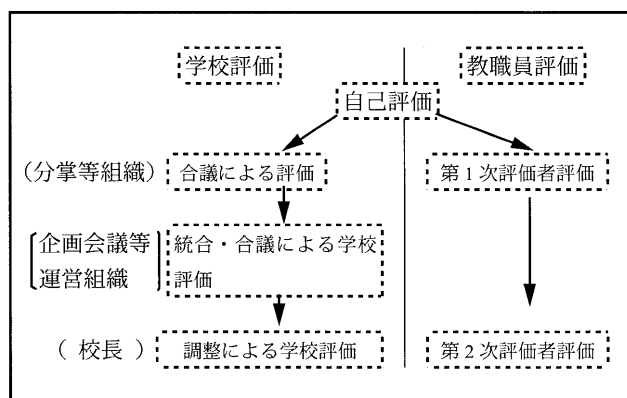 学校評価
教職員評価
自己評価
(分掌等組織)
合議による評価
第1次評価者評価
企画会議等
運営組織
統合・合議による学校
評価
(校長)
調整による学校評価
第2次評価者評価